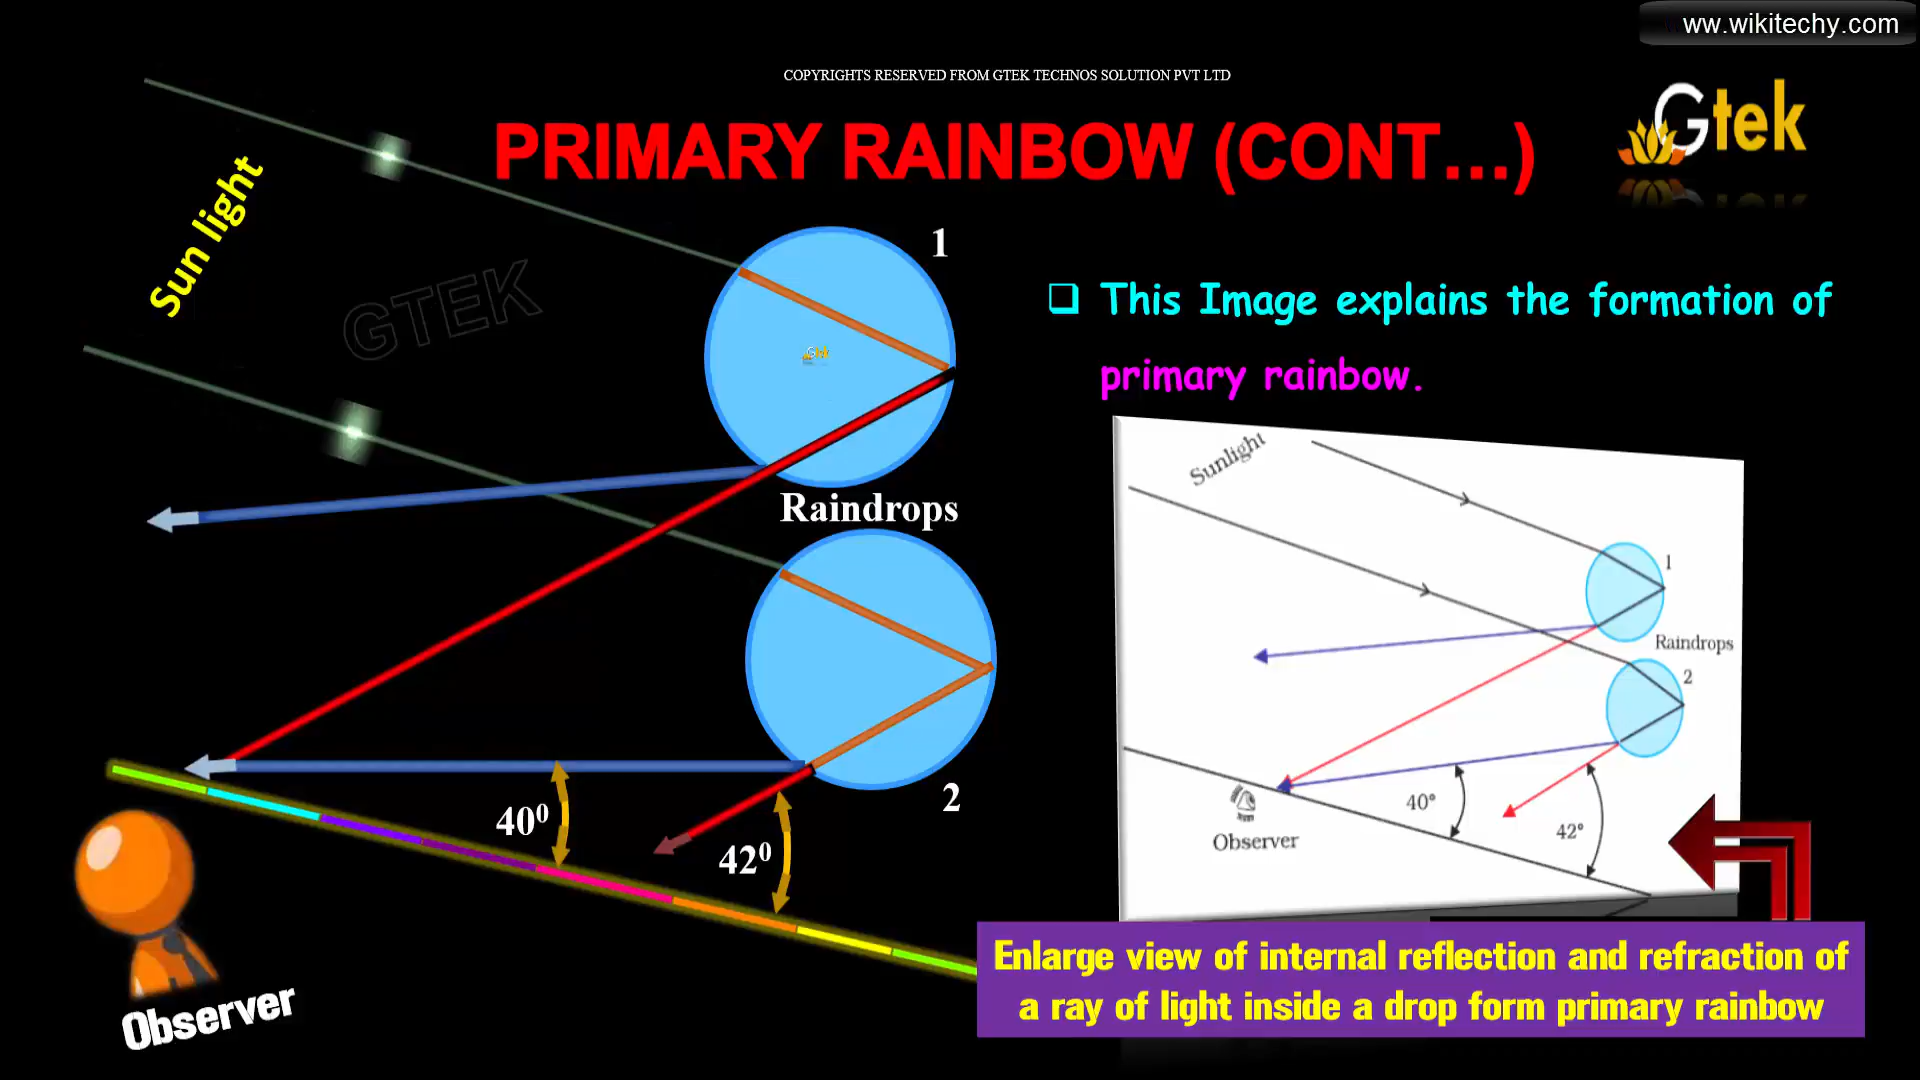 ww.wikitechy.com
COPYRIGHTS RESERVED FROM GTEK TECHNOS SOLUTION PVT LTD
PRIMARY RAINBOW (CONT...)
Gtek
Sun light
GTEK
1
Gtek
Raindrops
2
40⁰
42⁰
Observer
❑ This Image explains the formation of
primary rainbow.
Sunlight
1
Raindrops
2
40°
42°
Observer
Enlarge view of internal reflection and refraction of
a ray of light inside a drop form primary rainbow